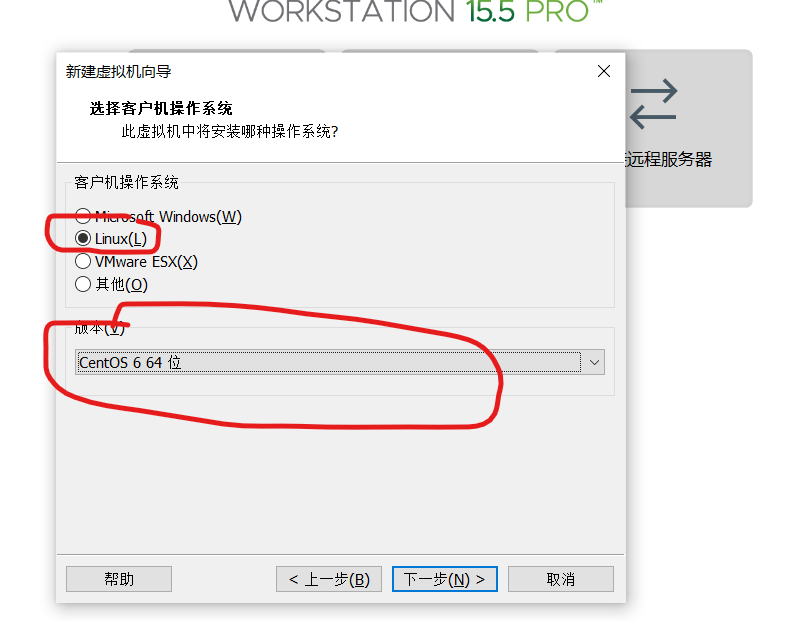 WORKSTATION 15.5 PRO™
新建虚拟机向导
选择客户机操作系统
此虚拟机中将安装哪种操作系统?
远程服务器
客户机操作系统
Microsoft Windows(W)
Linux(L)
VMware ESX(X)
其他(O)
版本(V)
CentOS 6 64 位
帮助
< 上一步(B)
下一步(N) >
取消